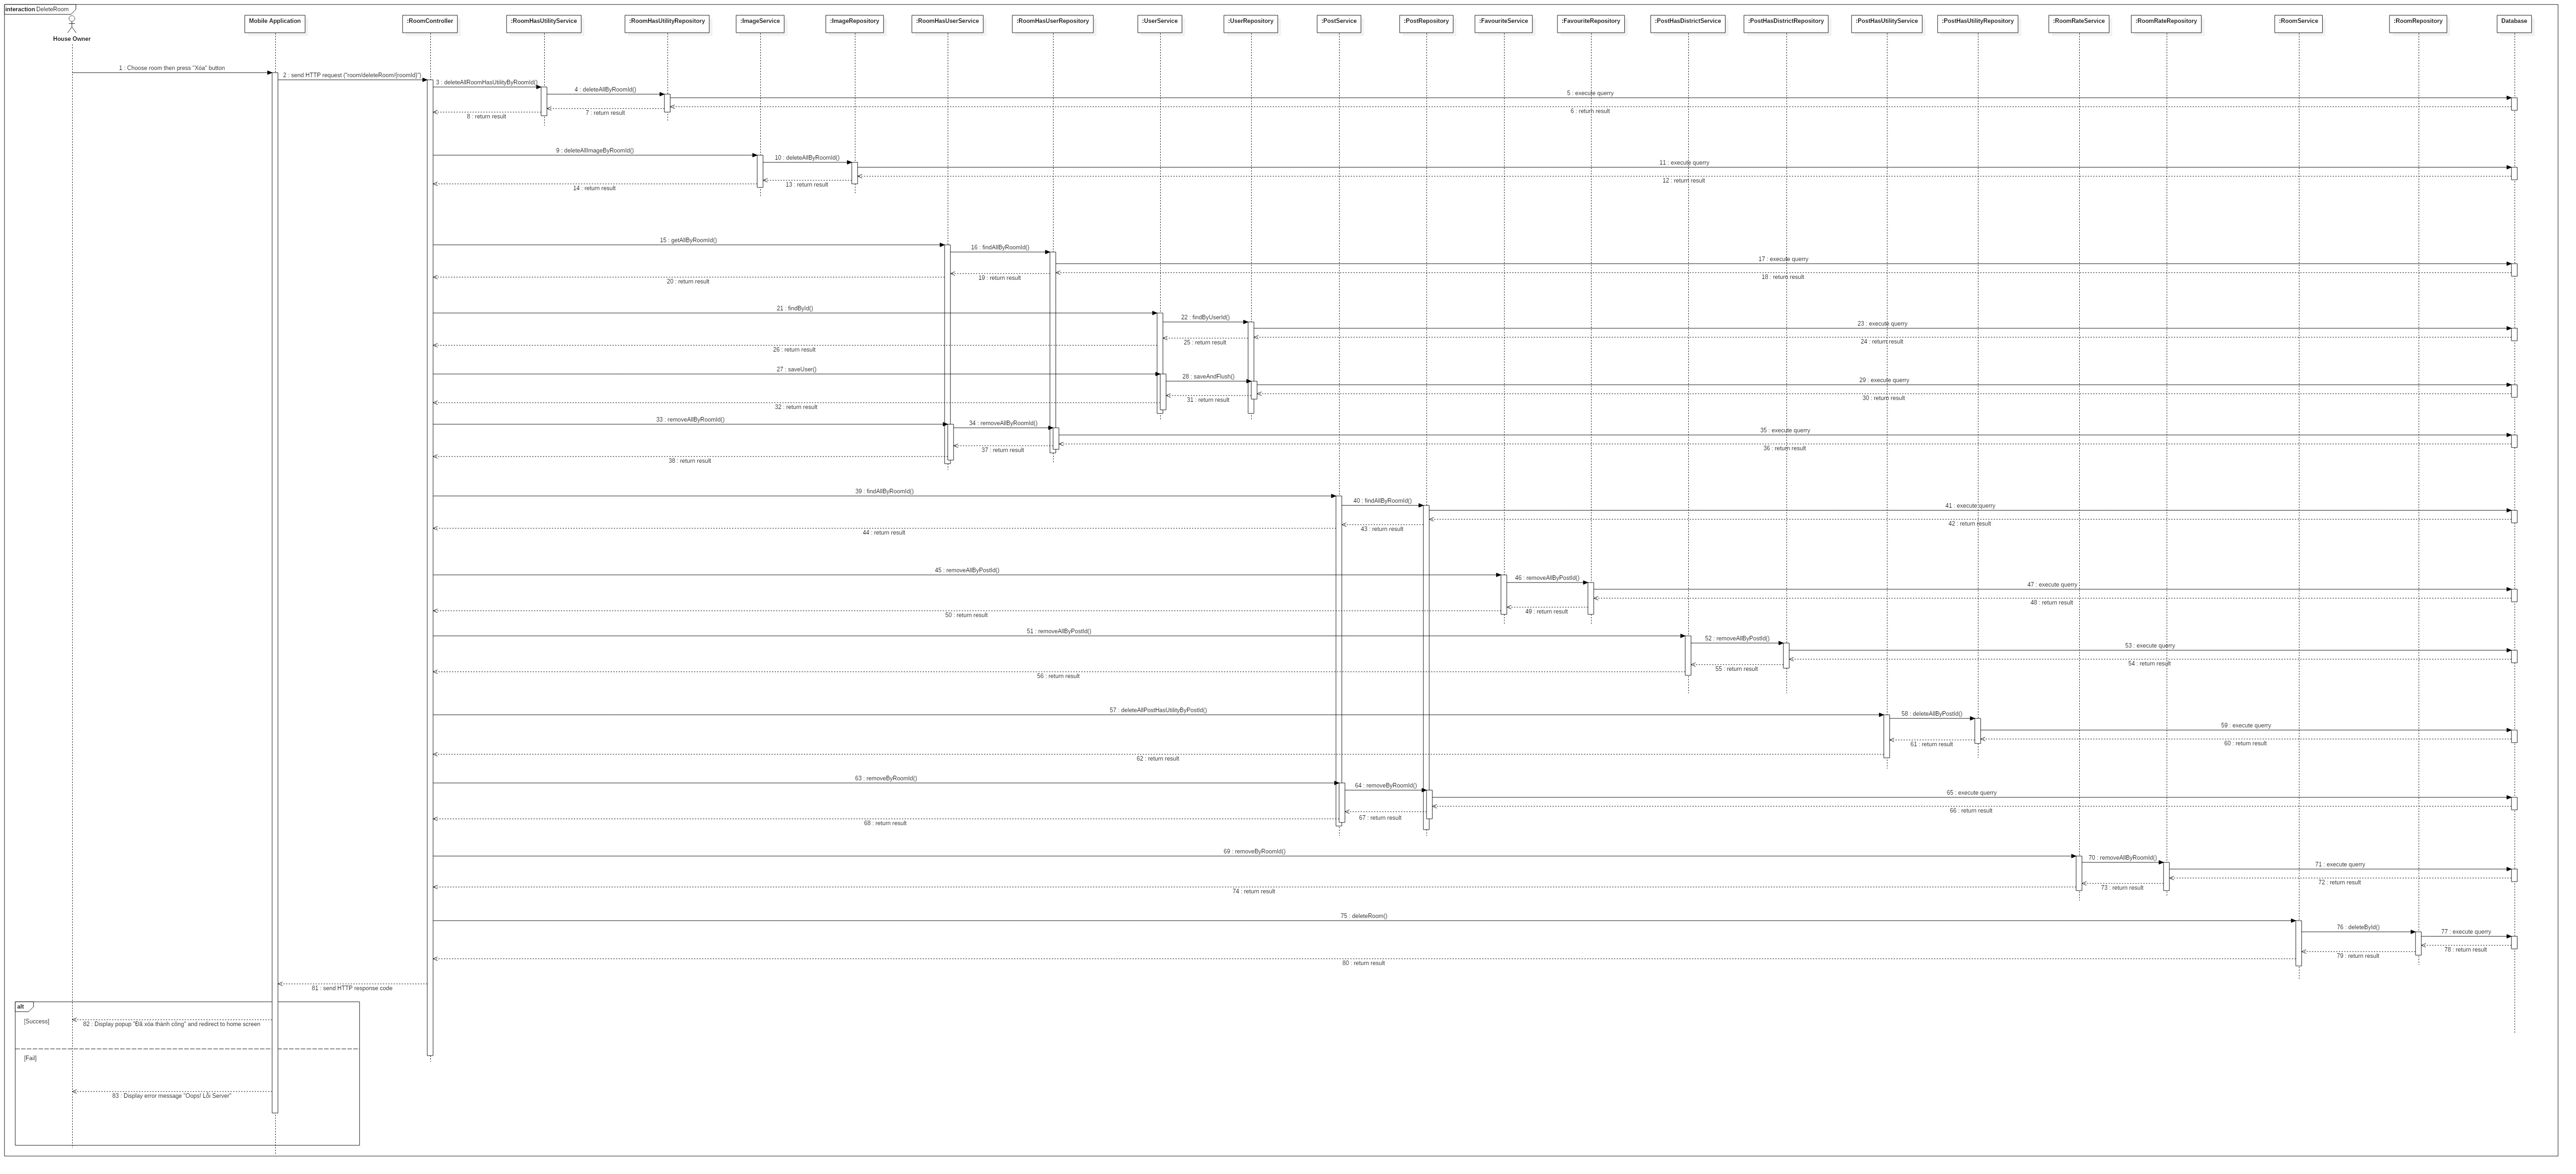 interaction DeleteRoom
House Owner
Mobile Application
:RoomController
:RoomHasUtilityService
:RoomHasUtilityRepository
:ImageService
:ImageRepository
:RoomHasUserService
:RoomHasUserRepository
:UserService
:UserRepository
:PostService
:PostRepository
:FavouriteService
:FavouriteRepository
:PostHasDistrictService
:PostHasDistrictRepository
:PostHasUtilityService
:PostHasUtilityRepository
:RoomRateService
:RoomRateRepository
:RoomService
:RoomRepository
Database
1 : Choose room then press "Xóa" button
2 : send HTTP request ("room/deleteRoom/{roomId}")
3 : deleteAllRoomHasUtilityByRoomId()
4 : deleteAllByRoomId()
5 : execute querry
6 : return result
7 : return result
8 : return result
9 : deleteAllImageByRoomId()
10 : deleteAllByRoomId()
11 : execute querry
12 : return result
13 : return result
14 : return result
15 : getAllByRoomId()
16 : findAllByRoomId()
17 : execute querry
18 : return result
19 : return result
20 : return result
21 : findById()
22 : findByUserId()
23 : execute querry
24 : return result
25 : return result
26 : return result
27 : saveUser()
28 : saveAndFlush()
29 : execute querry
30 : return result
31 : return result
32 : return result
33 : removeAllByRoomId()
34 : removeAllByRoomId()
35 : execute querry
36 : return result
37 : return result
38 : return result
39 : findAllByRoomId()
40 : findAllByRoomId()
41 : execute querry
42 : return result
43 : return result
44 : return result
45 : removeAllByPostId()
46 : removeAllByPostId()
47 : execute querry
48 : return result
49 : return result
50 : return result
51 : removeAllByPostId()
52 : removeAllByPostId()
53 : execute querry
54 : return result
55 : return result
56 : return result
57 : deleteAllPostHasUtilityByPostId()
58 : deleteAllByPostId()
59 : execute querry
60 : return result
61 : return result
62 : return result
63 : removeByRoomId()
64 : removeByRoomId()
65 : execute querry
66 : return result
67 : return result
68 : return result
69 : removeByRoomId()
70 : removeAllByRoomId()
71 : execute querry
72 : return result
73 : return result
74 : return result
75 : deleteRoom()
76 : deleteById()
77 : execute querry
78 : return result
79 : return result
80 : return result
81 : send HTTP response code
alt
[Success]
82 : Display popup "Đã xóa thành công" and redirect to home screen
[Fail]
83 : Display error message "Oops! Lỗi Server"